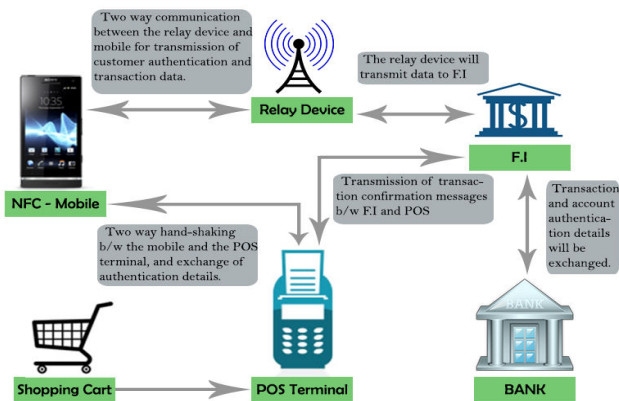 Two way communication
between the relay device and
mobile for transmission of
customer authentication and
transaction data.
The relay device will
transmit data to F.I
10:35
Relay Device
F.I
NFC - Mobile
Transmission of transac-
tion confirmation messages
b/w F.I and POS
Transaction
and account
authentica-
tion details
will be
exchanged.
Two way hand-shaking
b/w the mobile and the POS
terminal, and exchange of
authentication details.
BANK
Shopping Cart
POS Terminal
BANK